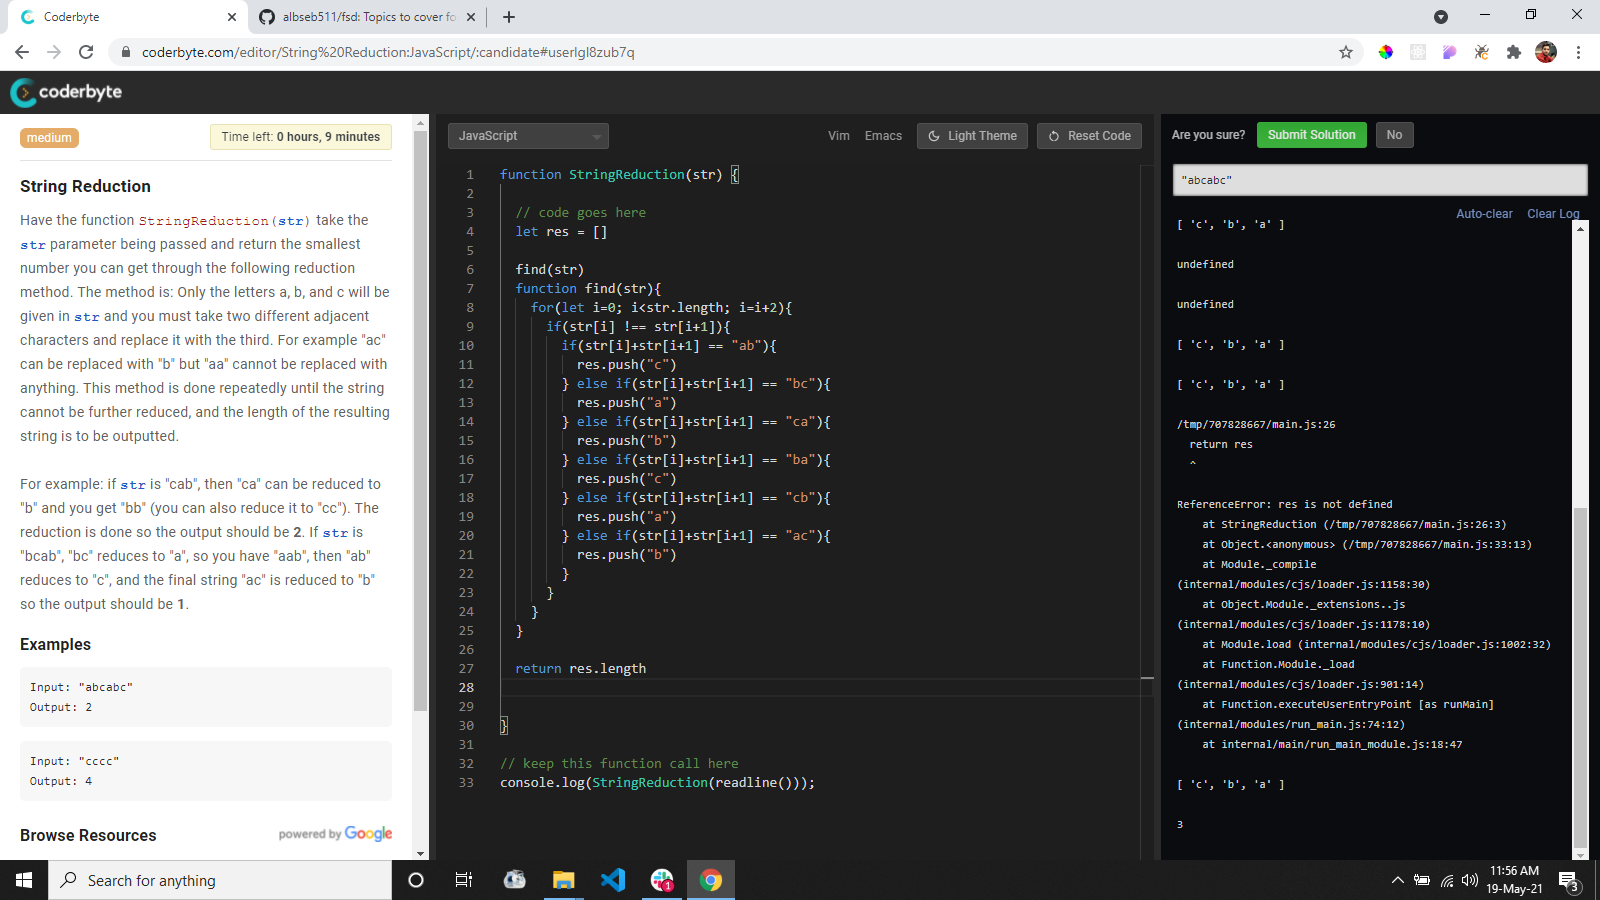 Coderbyte
albseb511/fsd: Topics to cover fo
coderbyte.com/editor/String%20Reduction:JavaScript/:candidate#userlgl8zub7q
coderbyte
medium
Time left: 0 hours, 9 minutes
String Reduction
Have the function StringReduction(str) take the
str parameter being passed and return the smallest
number you can get through the following reduction
method. The method is: Only the letters a, b, and c will be
given in str and you must take two different adjacent
characters and replace it with the third. For example "ac"
can be replaced with "b" but "aa" cannot be replaced with
anything. This method is done repeatedly until the string
cannot be further reduced, and the length of the resulting
string is to be outputted.
For example: if str is "cab", then "ca" can be reduced to
"b" and you get "bb" (you can also reduce it to "cc"). The
reduction is done so the output should be 2. If str is
"bcab", "bc" reduces to "a", so you have "aab", then "ab"
reduces to "c", and the final string "ac" is reduced to "b"
so the output should be 1.
Examples
Input: "abcabc"
Output: 2
Input: "cccc"
Output: 4
Browse Resources
powered by Google
JavaScript
Vim
Emacs
Light Theme
Reset Code
1 function StringReduction(str) {
2
3 // code goes here
4 let res = []
5
6 find(str)
7 function find(str){
8 for(let i=0; i<str.length; i=i+2){
9 if(str[i] !== str[i+1]){
10 if(str[i]+str[i+1] == "ab"){
11 res.push("c")
12 } else if(str[i]+str[i+1] == "bc"){
13 res.push("a")
14 } else if(str[i]+str[i+1] == "ca"){
15 res.push("b")
16 } else if(str[i]+str[i+1] == "ba"){
17 res.push("c")
18 } else if(str[i]+str[i+1] == "cb"){
19 res.push("a")
20 } else if(str[i]+str[i+1] == "ac"){
21 res.push("b")
22 }
23 }
24 }
25 }
26
27 return res.length
28
29
30 }
31
32 // keep this function call here
33 console.log(StringReduction(readline()));
Are you sure?
Submit Solution
No
"abcabc"
Auto-clear
Clear Log
[ 'c', 'b', 'a' ]
undefined
undefined
[ 'c', 'b', 'a' ]
[ 'c', 'b', 'a' ]
/tmp/707828667/main.js:26
return res
^
ReferenceError: res is not defined
at StringReduction (/tmp/707828667/main.js:26:3)
at Object.<anonymous> (/tmp/707828667/main.js:33:13)
at Module._compile
(internal/modules/cjs/loader.js:1158:30)
at Object.Module._extensions..js
(internal/modules/cjs/loader.js:1178:10)
at Module.load (internal/modules/cjs/loader.js:1002:32)
at Function.Module._load
(internal/modules/cjs/loader.js:901:14)
at Function.executeUserEntryPoint [as runMain]
(internal/modules/run_main.js:74:12)
at internal/main/run_main_module.js:18:47
[ 'c', 'b', 'a' ]
3
Search for anything
1
11:56 AM
19-May-21
3